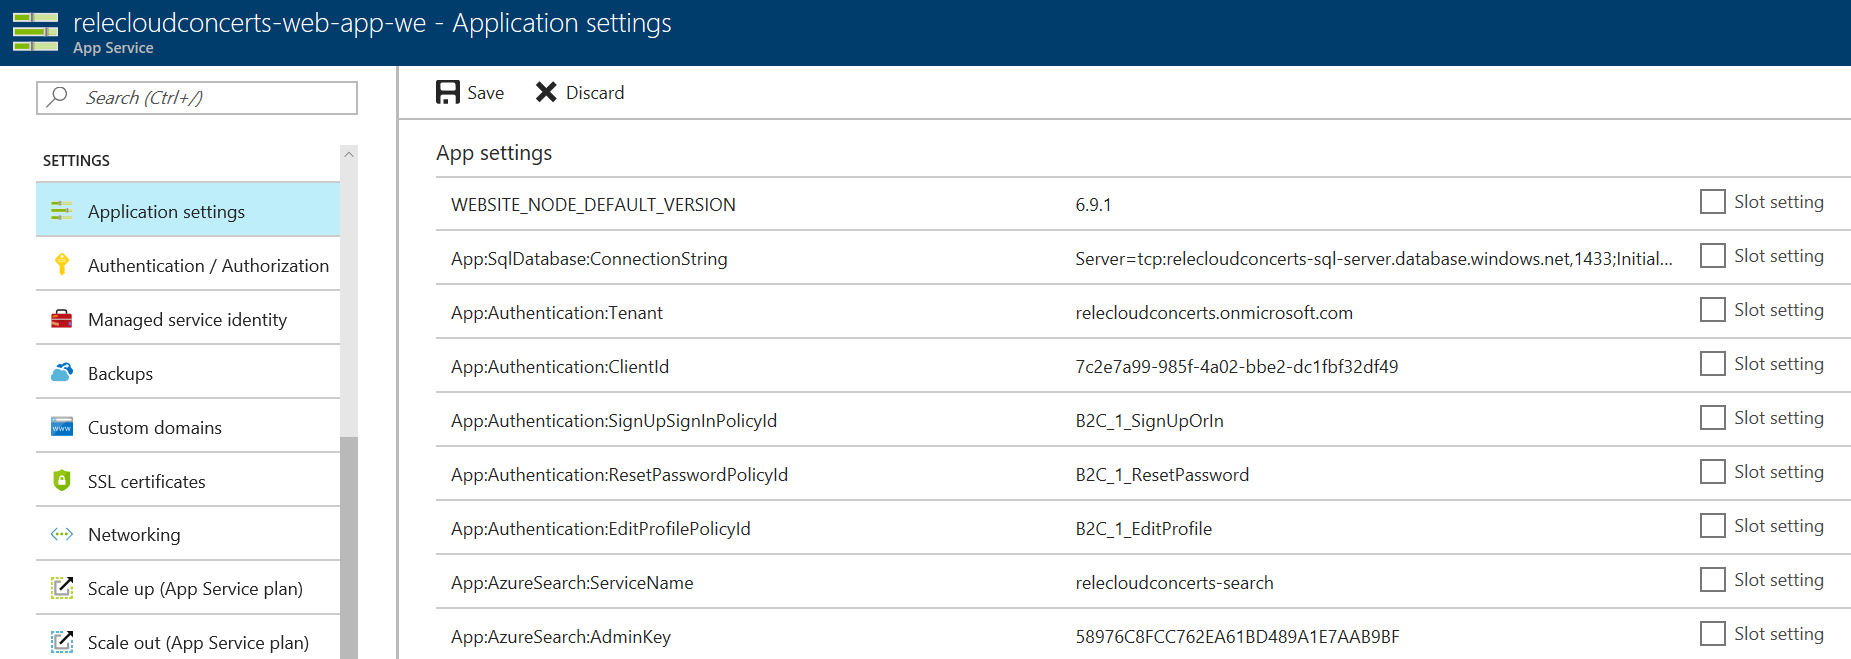 relecloudconcerts-web-app-we - Application settings
App Service
Search (Ctrl+/)
SETTINGS
Application settings
Authentication / Authorization
Managed service identity
Backups
Custom domains
www
SSL certificates
Networking
Scale up (App Service plan)
Scale out (App Service plan)
Save Discard
App settings
WEBSITE_NODE_DEFAULT_VERSION 6.9.1 Slot setting
App:SqlDatabase:ConnectionString Server=tcp:relecloudconcerts-sql-server.database.windows.net,1433;Initial... Slot setting
App:Authentication:Tenant relecloudconcerts.onmicrosoft.com Slot setting
App:Authentication:ClientId 7c2e7a99-985f-4a02-bbe2-dc1fbf32df49 Slot setting
App:Authentication:SignUpSignInPolicyId B2C_1_SignUpOrIn Slot setting
App:Authentication:ResetPasswordPolicyId B2C_1_ResetPassword Slot setting
App:Authentication:EditProfilePolicyId B2C_1_EditProfile Slot setting
App:AzureSearch:ServiceName relecloudconcerts-search Slot setting
App:AzureSearch:AdminKey 58976C8FCC762EA61BD489A1E7AAB9BF Slot setting